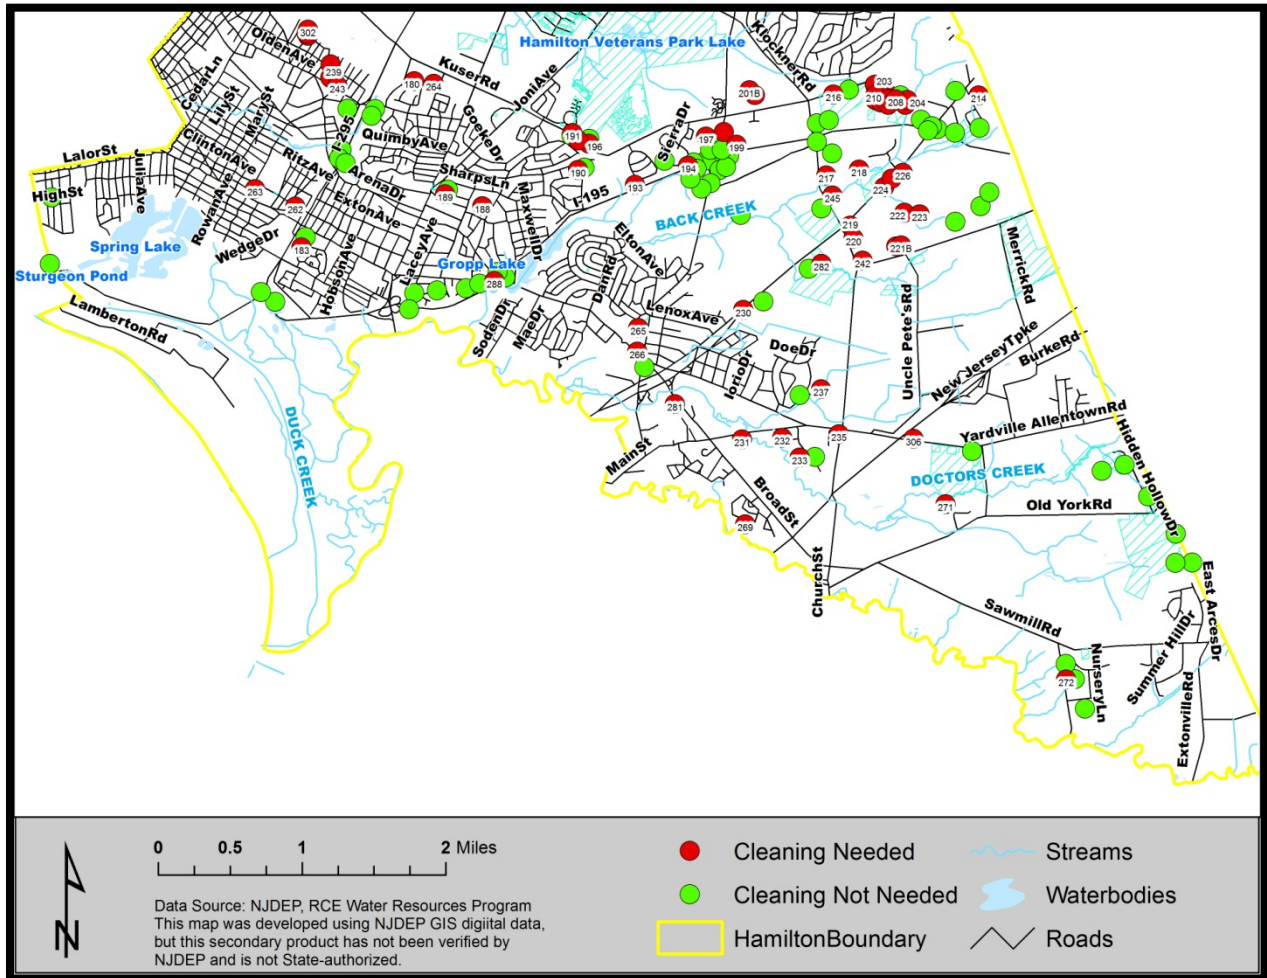 302
OldenAve
KlocknerRd
Hamilton Veterans Park Lake
239
243
180
264
KuserRd
JoniAve
203
201B
216
210
208
204
214
CedarLn
LilySt
MarySt
GoekeDr
I-295
QuimbyAve
191
196
SierraDr
197
199
LalorSt
ClintonAve
RitzAve
ArenaDr
SharpsLn
190
194
218
226
217
224
HighSt
JuliaAve
263
RowanAve
262
ExtonAve
189
188
MaxwellDr
193
I-195
245
BACK CREEK
222
223
219
220
221B
Spring Lake
WedgeDr
183
HobsonAve
LaceyAve
EltonAve
DanRd
242
282
MerrickRd
Sturgeon Pond
Gropp Lake
288
LambertonRd
SodenDr
MaeDr
LenoxAve
230
265
266
Uncle Pete'sRd
New JerseyTpke
BurkeRd
DoeDr
IorioDr
237
281
DUCK CREEK
231
232
235
306
Yardville AllentownRd
Hidden HollowDr
MainSt
233
BroadSt
DOCTORS CREEK
271
Old YorkRd
269
ChurchSt
East ArcesDr
SawmillRd
Summer HillDr
272
NurseryLn
ExtonvilleRd
N
0 0.5 1 2 Miles
Data Source: NJDEP, RCE Water Resources Program
This map was developed using NJDEP GIS digiital data,
but this secondary product has not been verified by
NJDEP and is not State-authorized.
Cleaning Needed
Cleaning Not Needed
HamiltonBoundary
Streams
Waterbodies
Roads